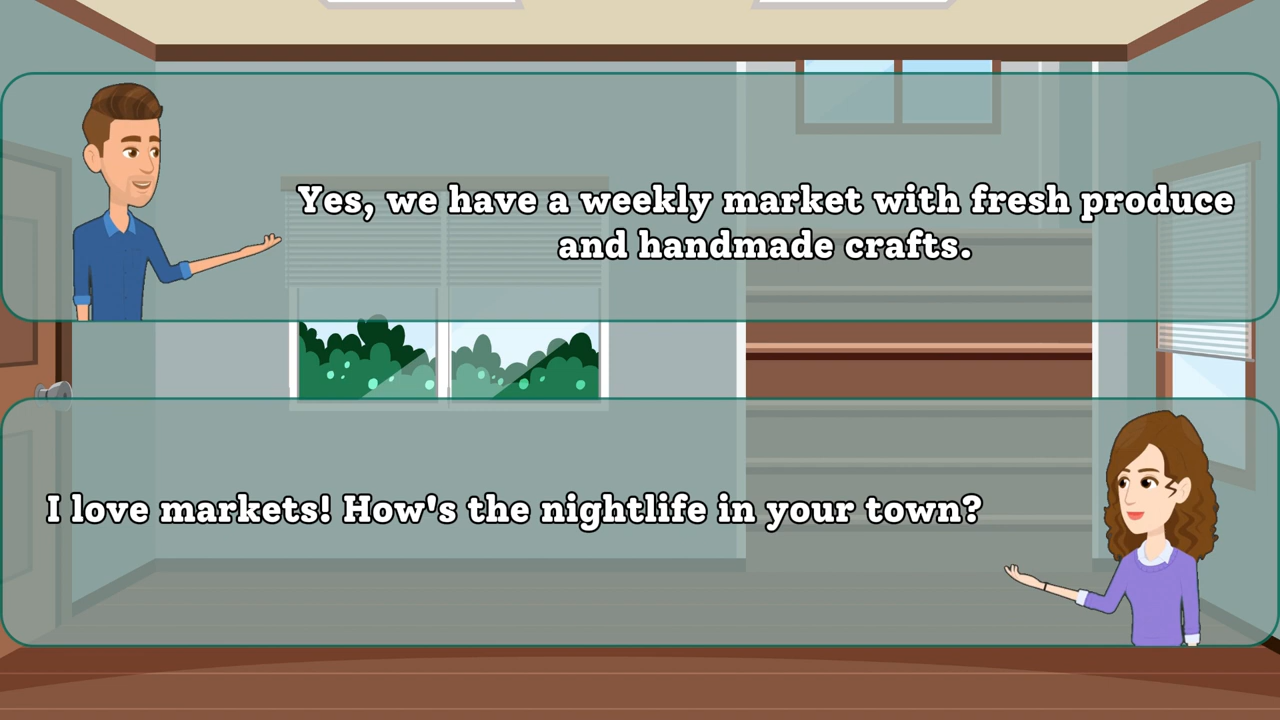 Yes, we have a weekly market with fresh produce
and handmade crafts.
I love markets! How's the nightlife in your town?